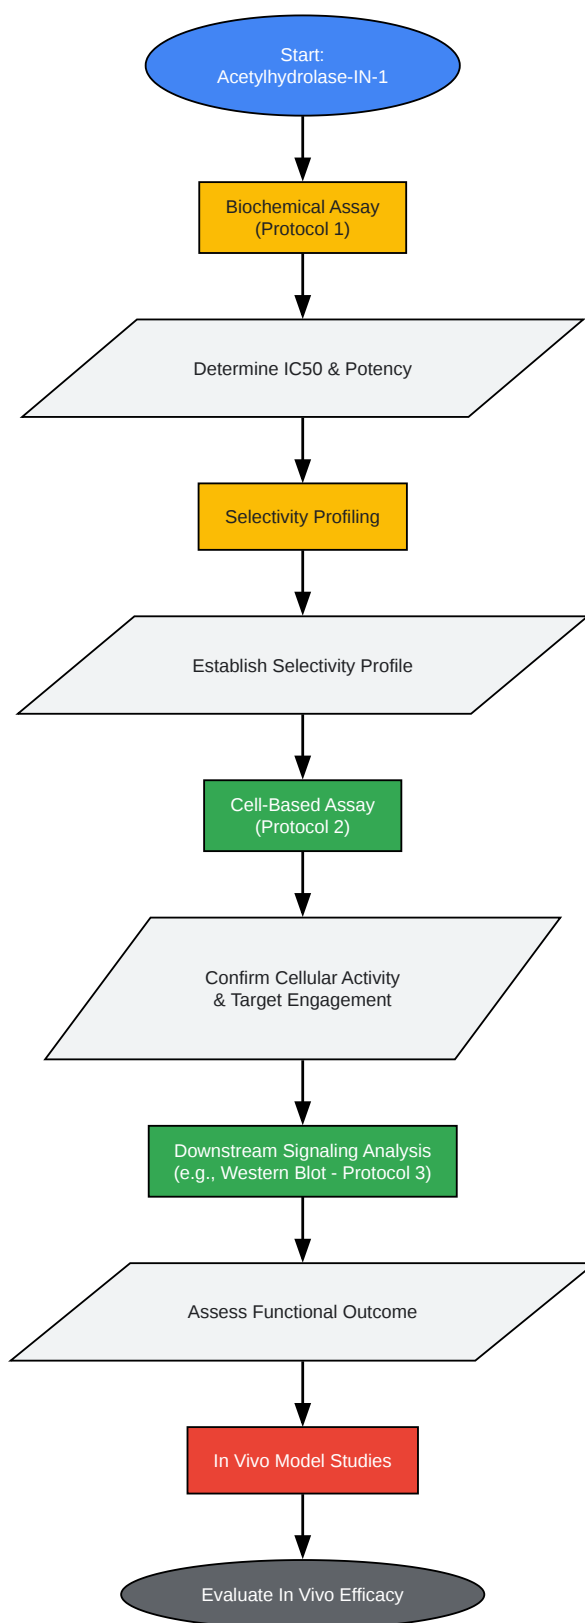 Start:
Acetylhydrolase-IN-1
Biochemical Assay
(Protocol 1)
Determine IC50 & Potency
Selectivity Profiling
Establish Selectivity Profile
Cell-Based Assay
(Protocol 2)
Confirm Cellular Activity
& Target Engagement
Downstream Signaling Analysis
(e.g., Western Blot - Protocol 3)
Assess Functional Outcome
In Vivo Model Studies
Evaluate In Vivo Efficacy